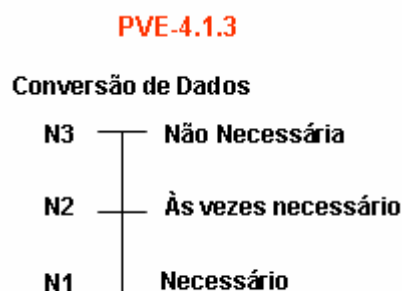 PVE-4.1.3
Conversão de Dados
N3 Não Necessária
N2 Às vezes necessário
N1 Necessário